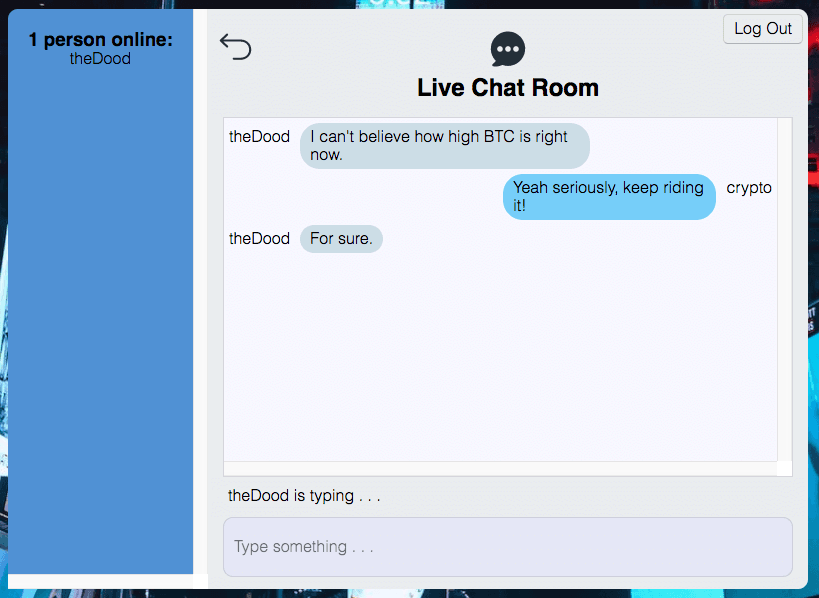 1 person online:
theDood
Log Out
Live Chat Room
theDood
I can't believe how high BTC is right
now.
Yeah seriously, keep riding
it!
crypto
theDood
For sure.
theDood is typing . . .
Type something . . .